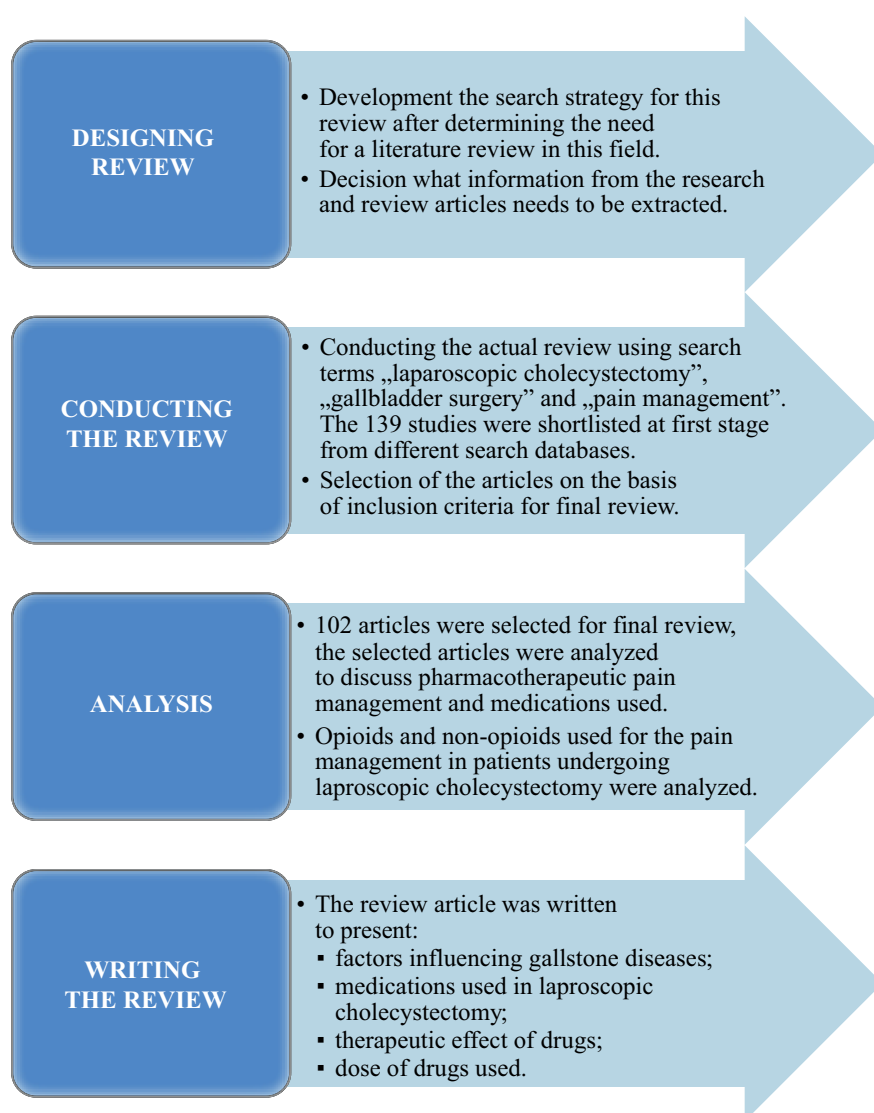 DESIGNING
REVIEW
• Development the search strategy for this
review after determining the need
for a literature review in this field.
• Decision what information from the research
and review articles needs to be extracted.
CONDUCTING
THE REVIEW
• Conducting the actual review using search
terms „laparoscopic cholecystectomy”,
„gallbladder surgery” and „pain management”.
The 139 studies were shortlisted at first stage
from different search databases.
• Selection of the articles on the basis
of inclusion criteria for final review.
ANALYSIS
• 102 articles were selected for final review,
the selected articles were analyzed
to discuss pharmacotherapeutic pain
management and medications used.
• Opioids and non-opioids used for the pain
management in patients undergoing
laproscopic cholecystectomy were analyzed.
WRITING
THE REVIEW
• The review article was written
to present:
▪ factors influencing gallstone diseases;
▪ medications used in laproscopic
cholecystectomy;
▪ therapeutic effect of drugs;
▪ dose of drugs used.